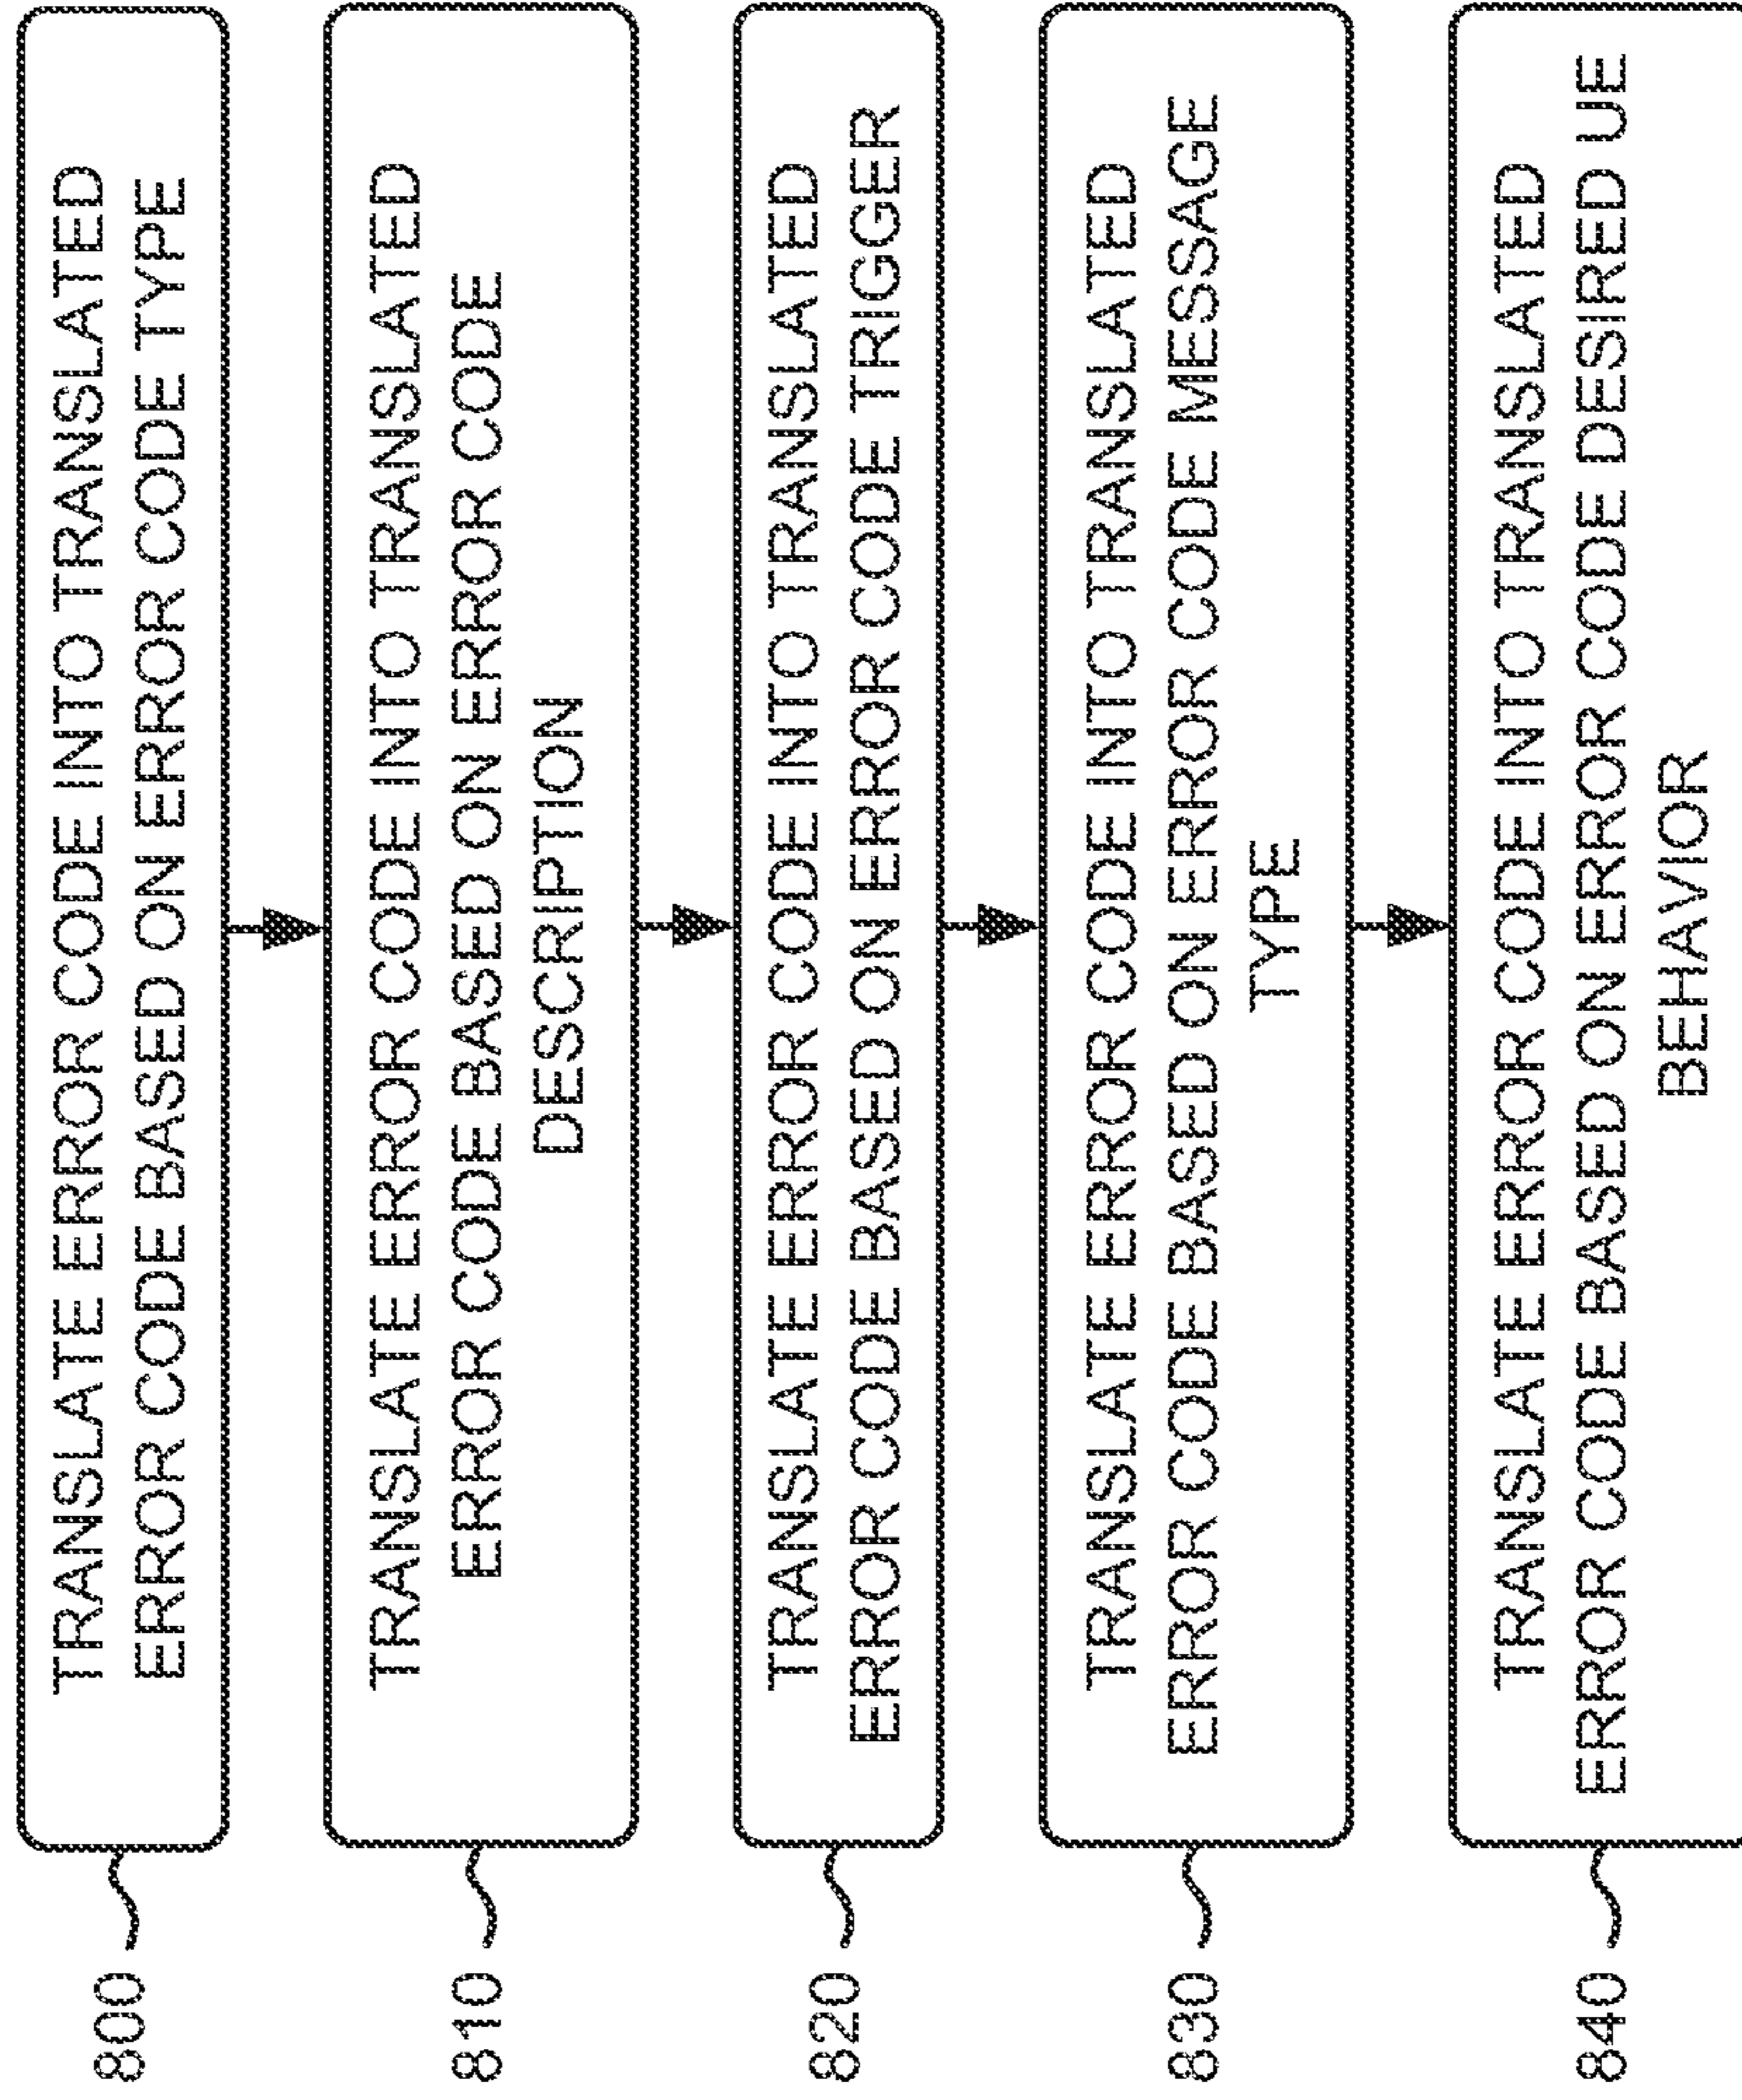 800
TRANSLATE ERROR CODE INTO TRANSLATED
ERROR CODE BASED ON ERROR CODE TYPE
810
TRANSLATE ERROR CODE INTO TRANSLATED
ERROR CODE BASED ON ERROR CODE
DESCRIPTION
820
TRANSLATE ERROR CODE INTO TRANSLATED
ERROR CODE BASED ON ERROR CODE TRIGGER
830
TRANSLATE ERROR CODE INTO TRANSLATED
ERROR CODE BASED ON ERROR CODE MESSAGE
TYPE
840
TRANSLATE ERROR CODE INTO TRANSLATED
ERROR CODE BASED ON ERROR CODE DESIRED UE
BEHAVIOR